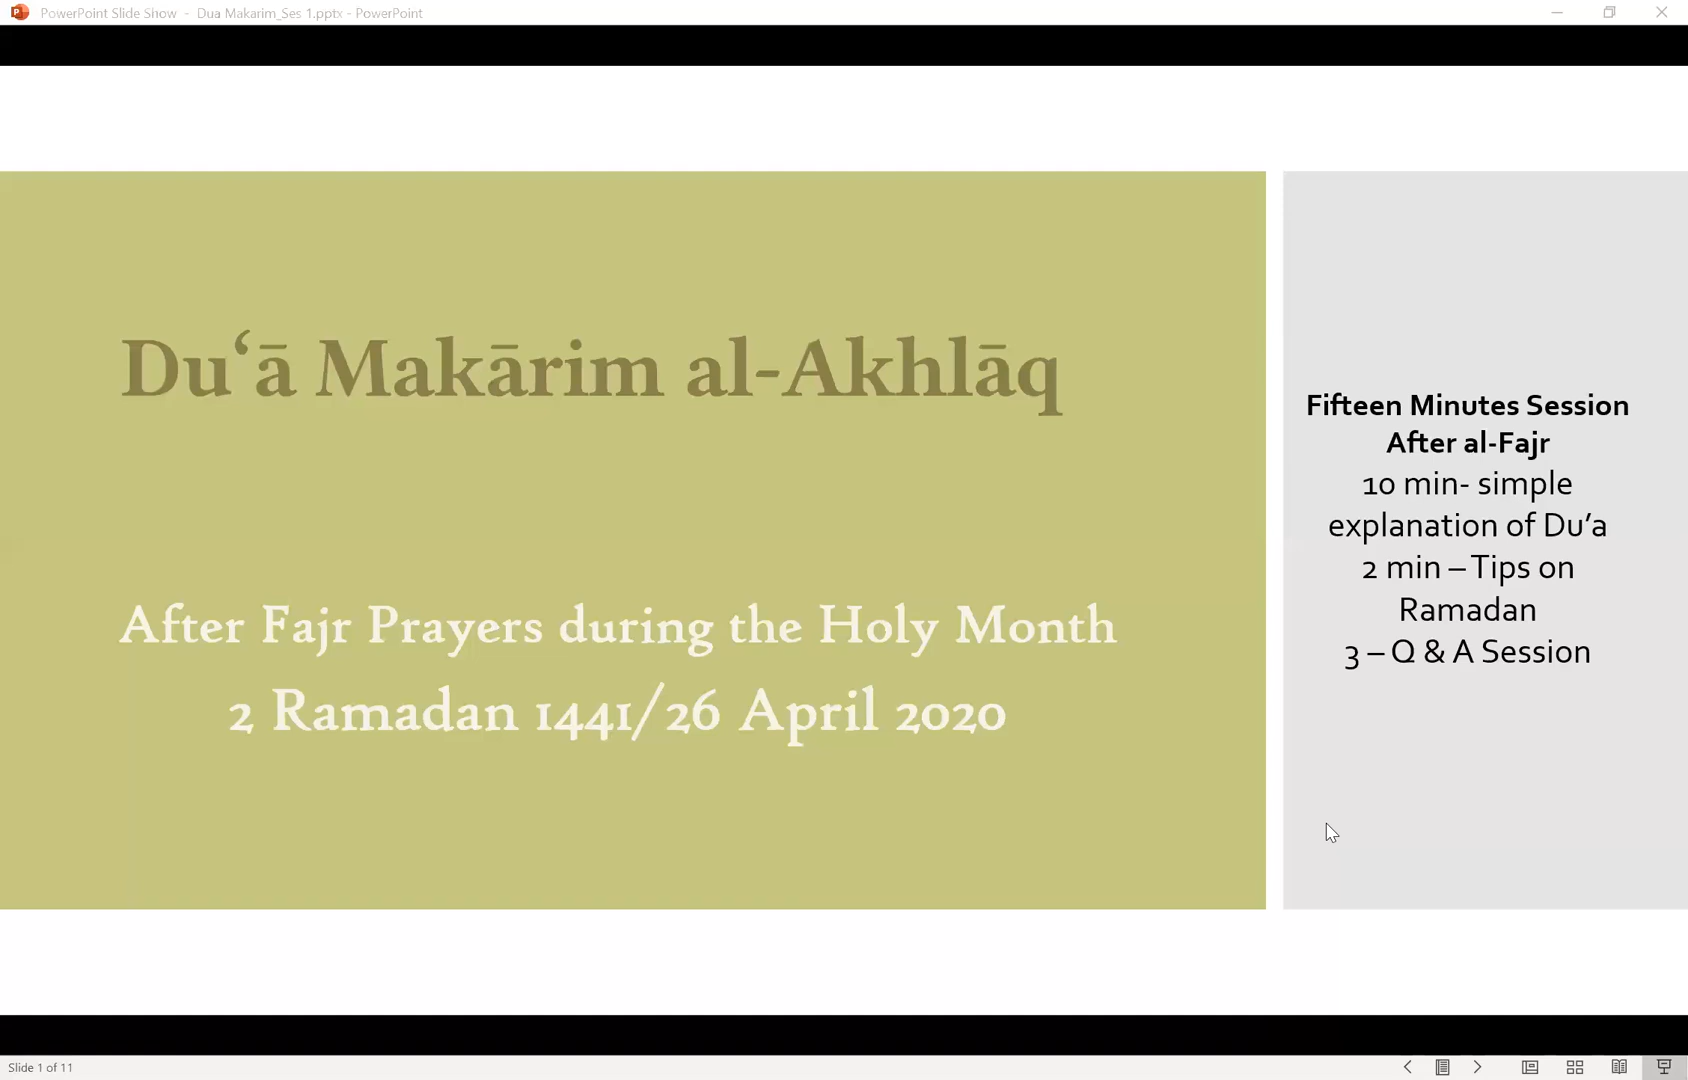 PowerPoint Slide Show - Dua Makarim_Ses 1.pptx - PowerPoint
Du‘ā Makārim al-Akhlāq
After Fajr Prayers during the Holy Month
2 Ramadan 1441/26 April 2020
Fifteen Minutes Session
After al-Fajr
10 min- simple
explanation of Du’a
2 min – Tips on
Ramadan
3 – Q & A Session
Slide 1 of 11